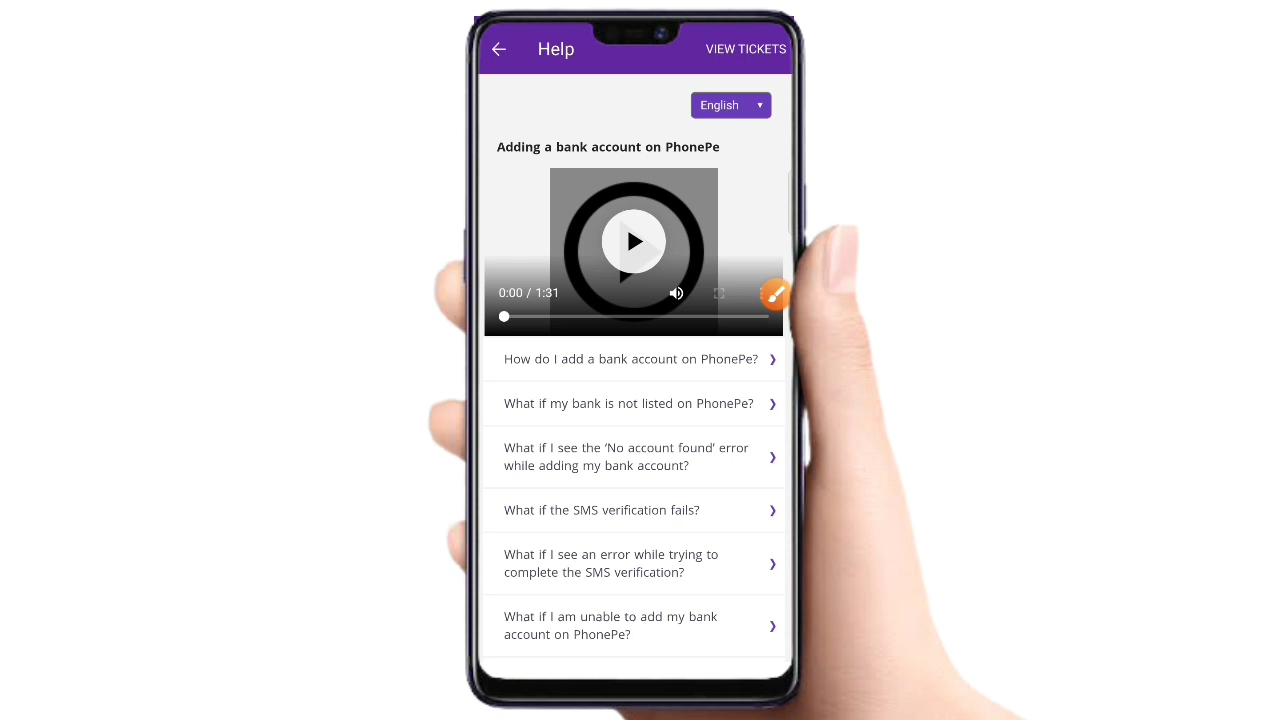 Help
VIEW TICKETS
English
Adding a bank account on PhonePe
0:00 / 1:31
How do I add a bank account on PhonePe?
What if my bank is not listed on PhonePe?
What if I see the ‘No account found’ error
while adding my bank account?
What if the SMS verification fails?
What if I see an error while trying to
complete the SMS verification?
What if I am unable to add my bank
account on PhonePe?